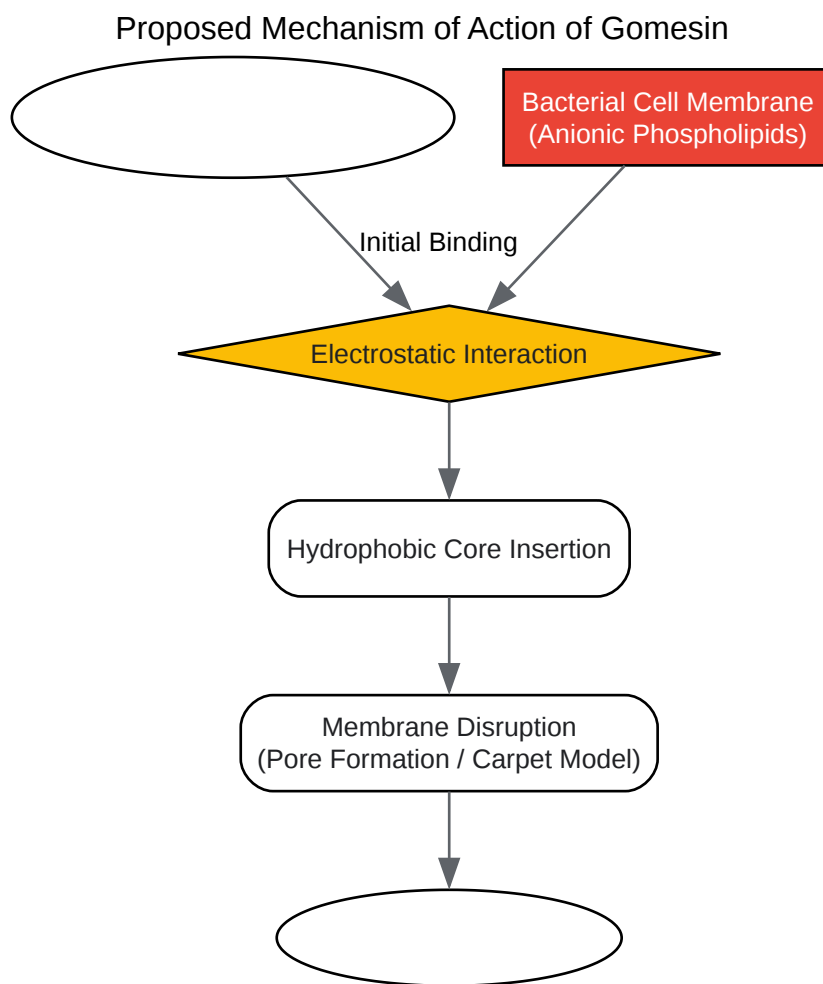 Proposed Mechanism of Action of Gomesin
Bacterial Cell Membrane
(Anionic Phospholipids)
Initial Binding
Electrostatic Interaction
Hydrophobic Core Insertion
Membrane Disruption
(Pore Formation / Carpet Model)